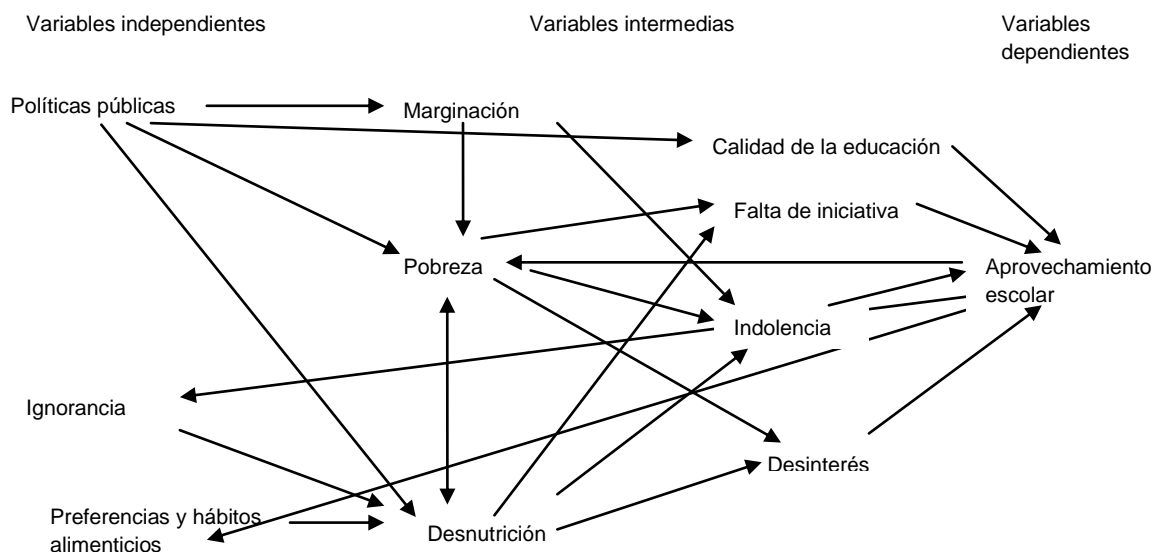 Variables independientes
Variables intermedias
Variables
dependientes
Políticas públicas
Marginación
Calidad de la educación
Falta de iniciativa
Pobreza
Aprovechamiento
escolar
Indolencia
Ignorancia
Desinterés
Preferencias y hábitos
alimenticios
Desnutrición